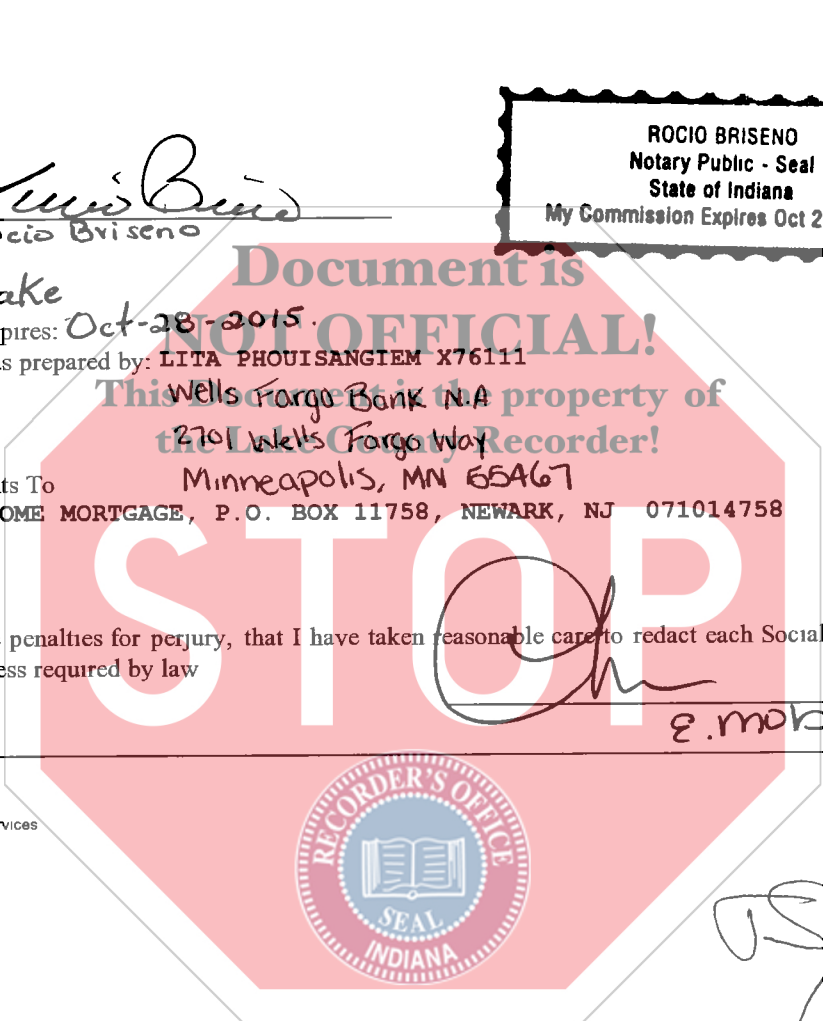 ROCIO BRISENO
Notary Public - Seal
State of Indiana
My Commission Expires Oct 2
cio Briseno
ake
pires: Oct-28-2015.
s prepared by: LITA PHOUISANGIEM X76111
Wells Fargo Bank N.A
2701 Wells Fargo Way
Minneapolis, MN 55467
ts To
OME MORTGAGE, P.O. BOX 11758, NEWARK, NJ 071014758
penalties for perjury, that I have taken reasonable care to redact each Social
ess required by law
E. Mob
vices
Document is
NOT OFFICIAL!
This Document is the property of
the Lake County Recorder!
STOP
RECORDER'S OFFICE
SEAL
INDIANA